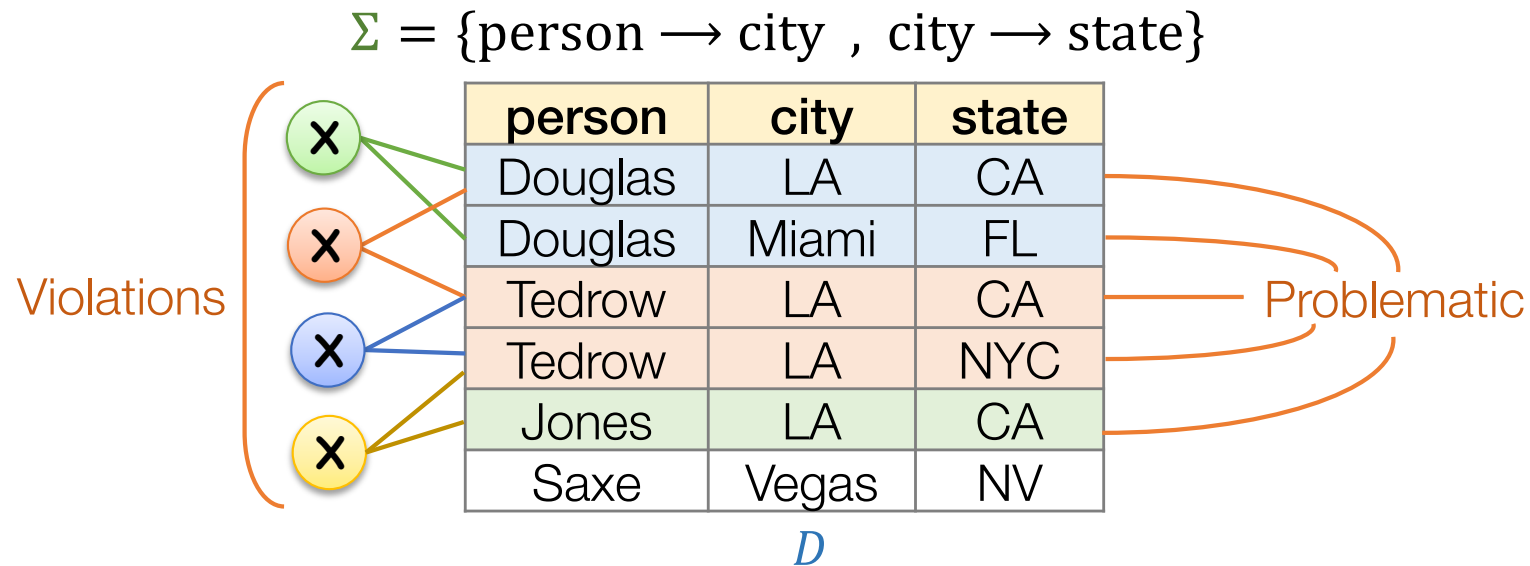 Σ = {person ⟶ city , city ⟶ state}
person city state
X
Douglas LA CA
X
Douglas Miami FL
Violations
Tedrow LA CA
Problematic
X
Tedrow LA NYC
Jones LA CA
X
Saxe Vegas NV
D